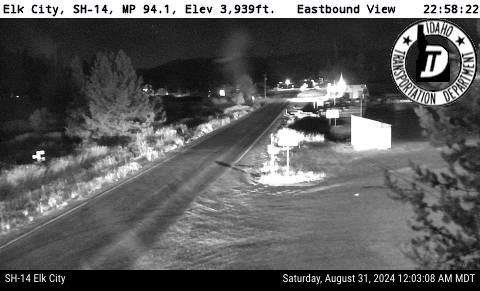 Elk City, SH-14, MP 94.1, Elev 3,939ft. Eastbound View 22:58:22
IDAHO
TRANSPORTATION DEPARTMENT
SH-14 Elk City Saturday, August 31, 2024 12:03:08 AM MDT